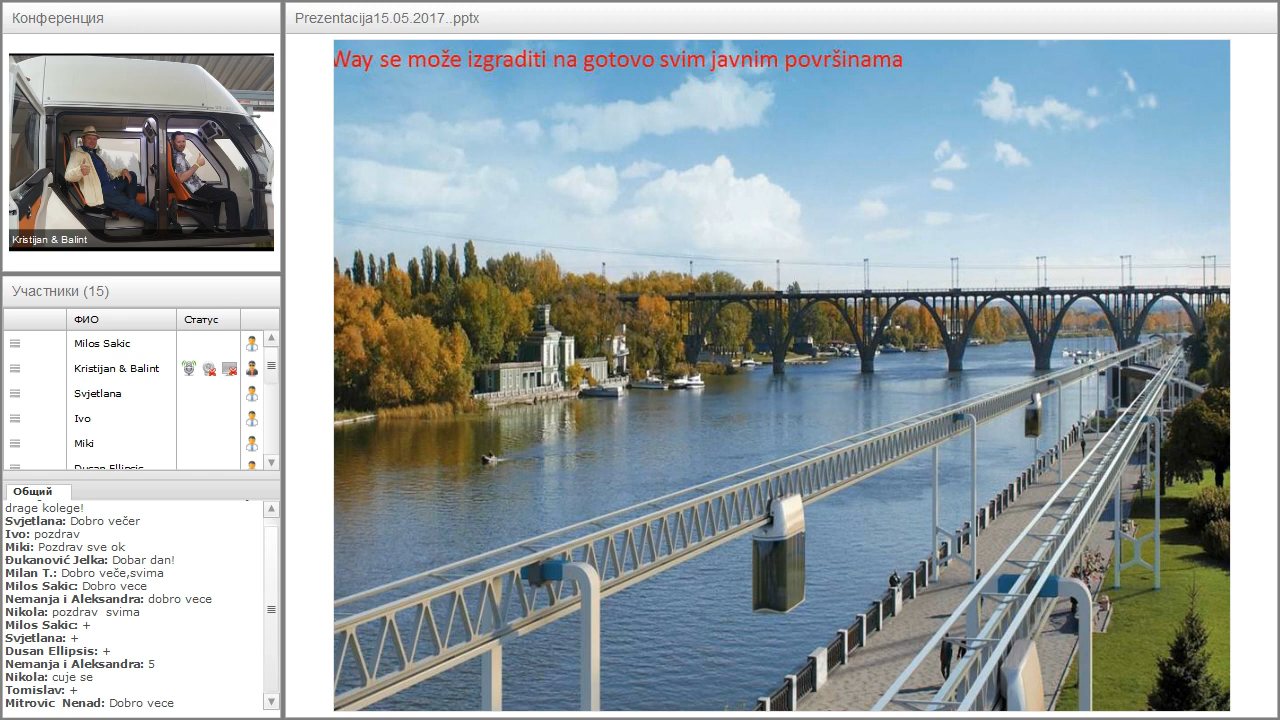 Конференция
Prezentacija15.05.2017..pptx
Way se može izgraditi na gotovo svim javnim površinama
Kristijan & Balint
Участники (15)
ФИО Статус
Milos Sakic
Kristijan & Balint
Svjetlana
Ivo
Miki
Dusan Ellipsis
Общий
drage kolege!
Svjetlana: Dobro večer
Ivo: pozdrav
Miki: Pozdrav sve ok
Đukanović Jelka: Dobar dan!
Milan T.: Dobro veče,svima
Milos Sakic: Dobro vece
Nemanja i Aleksandra: dobro vece
Nikola: pozdrav svima
Milos Sakic: +
Svjetlana: +
Dusan Ellipsis: +
Nemanja i Aleksandra: 5
Nikola: cuje se
Tomislav: +
Dobro vece